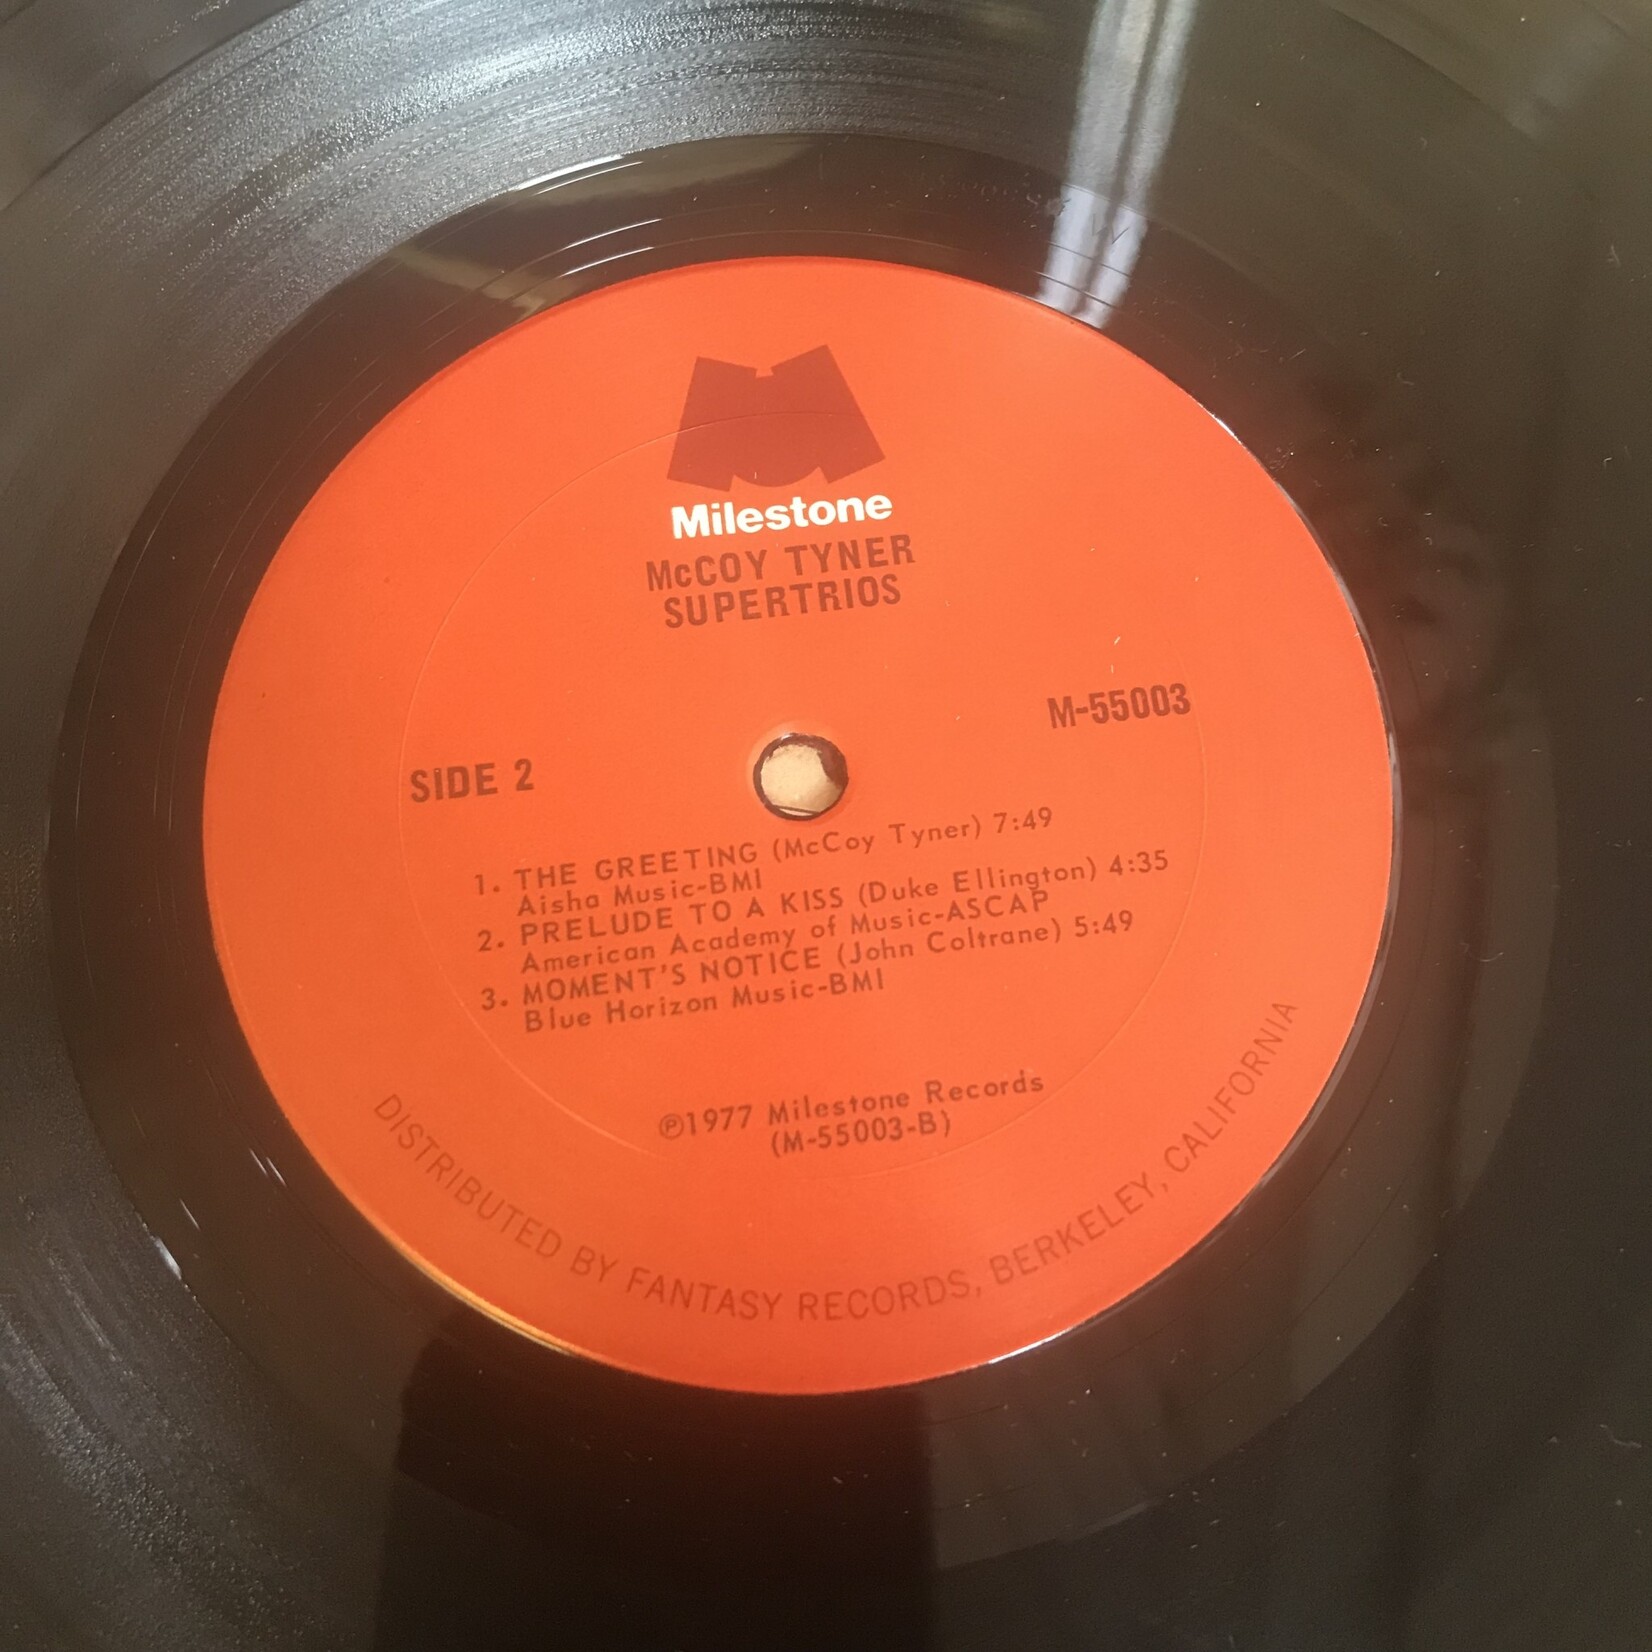 Milestone
McCOY TYNER
SUPERTRIOS
M-55003
SIDE 2
1. THE GREETING (McCoy Tyner) 7:49
Aisha Music-BMI
2. PRELUDE TO A KISS (Duke Ellington) 4:35
American Academy of Music-ASCAP
3. MOMENT'S NOTICE (John Coltrane) 5:49
Blue Horizon Music-BMI
℗1977 Milestone Records
(M-55003-B)
DISTRIBUTED BY FANTASY RECORDS, BERKELEY, CALIFORNIA